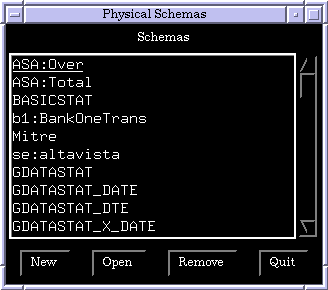 Physical Schemas
Schemas
ASA:Over
ASA:Total
BASICSTAT
b1:BankOneTrans
Mitre
se:altavista
GDATASTAT
GDATASTAT_DATE
GDATASTAT_DTE
GDATASTAT_X_DATE
New Open Remove Quit